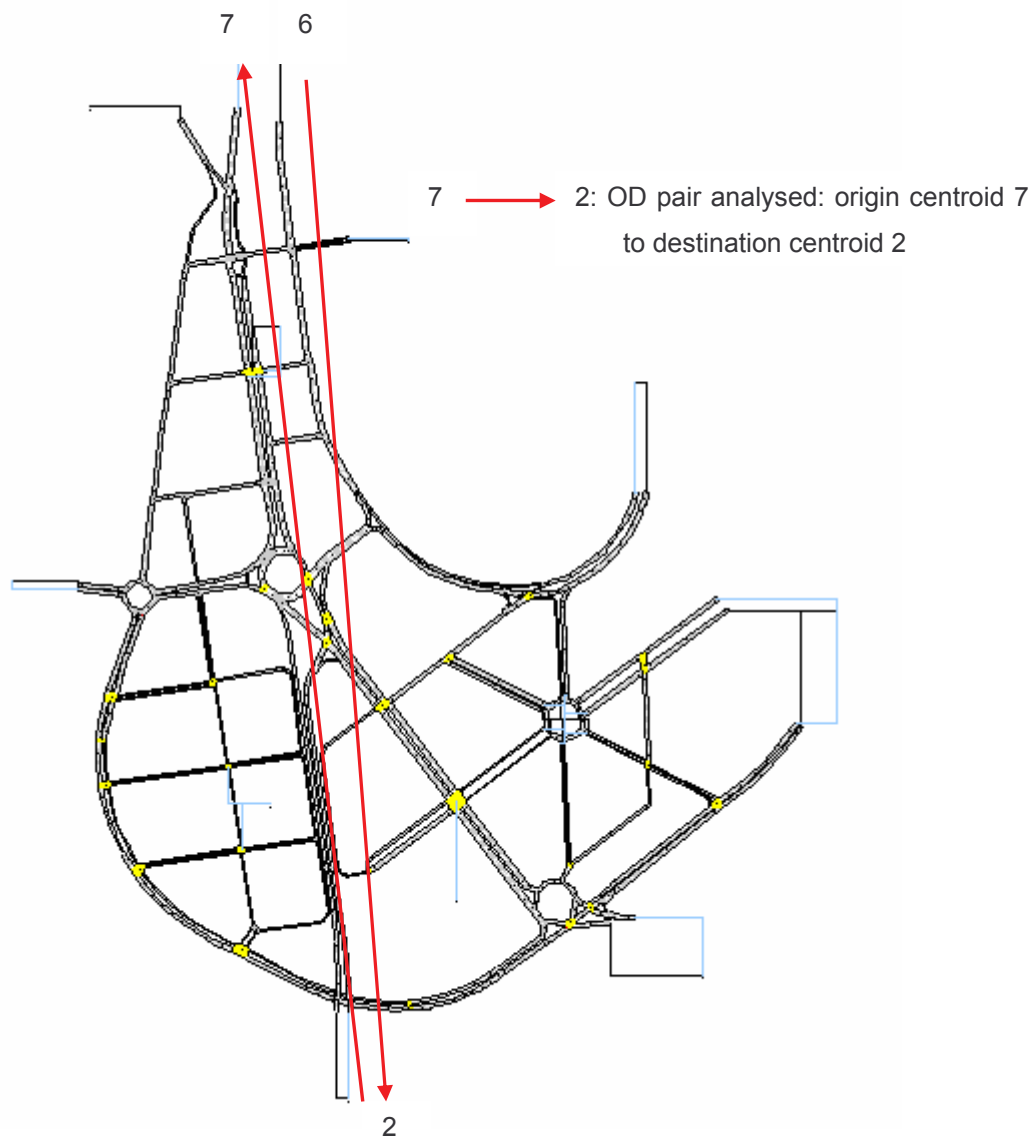 7 6
7 2: OD pair analysed: origin centroid 7
to destination centroid 2
2